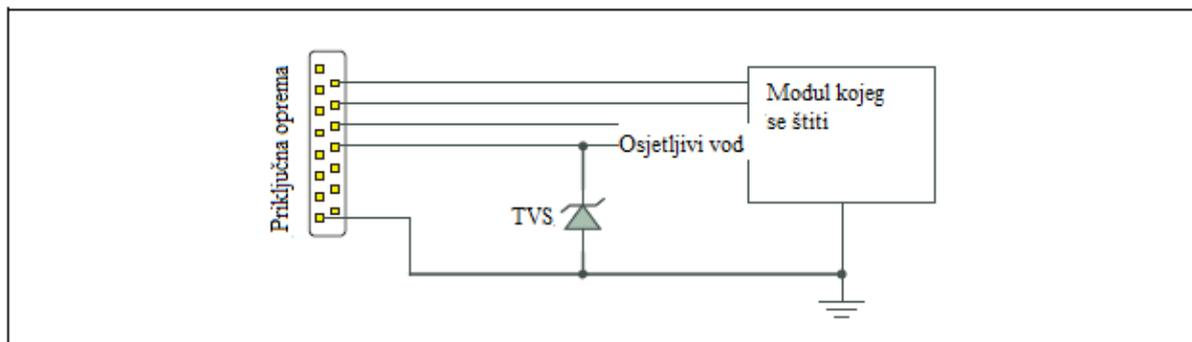 Priključna oprema
Modul kojeg
se štiti
Osjetljivi vod
TVS